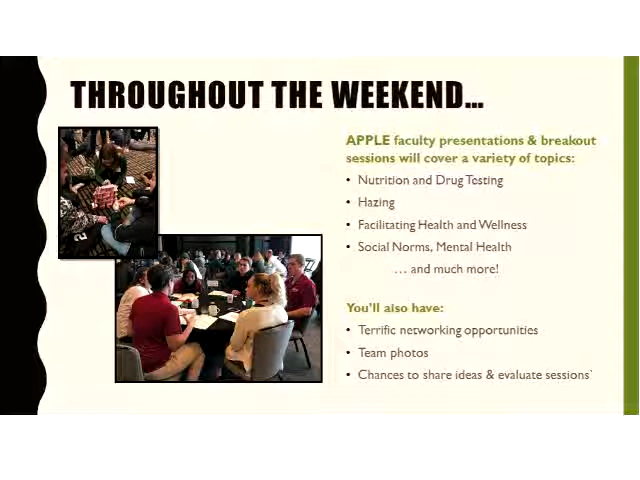 THROUGHOUT THE WEEKEND...
APPLE faculty presentations & breakout
sessions will cover a variety of topics:
• Nutrition and Drug Testing
• Hazing
• Facilitating Health and Wellness
• Social Norms, Mental Health
... and much more!
You'll also have:
• Terrific networking opportunities
• Team photos
• Chances to share ideas & evaluate sessions`